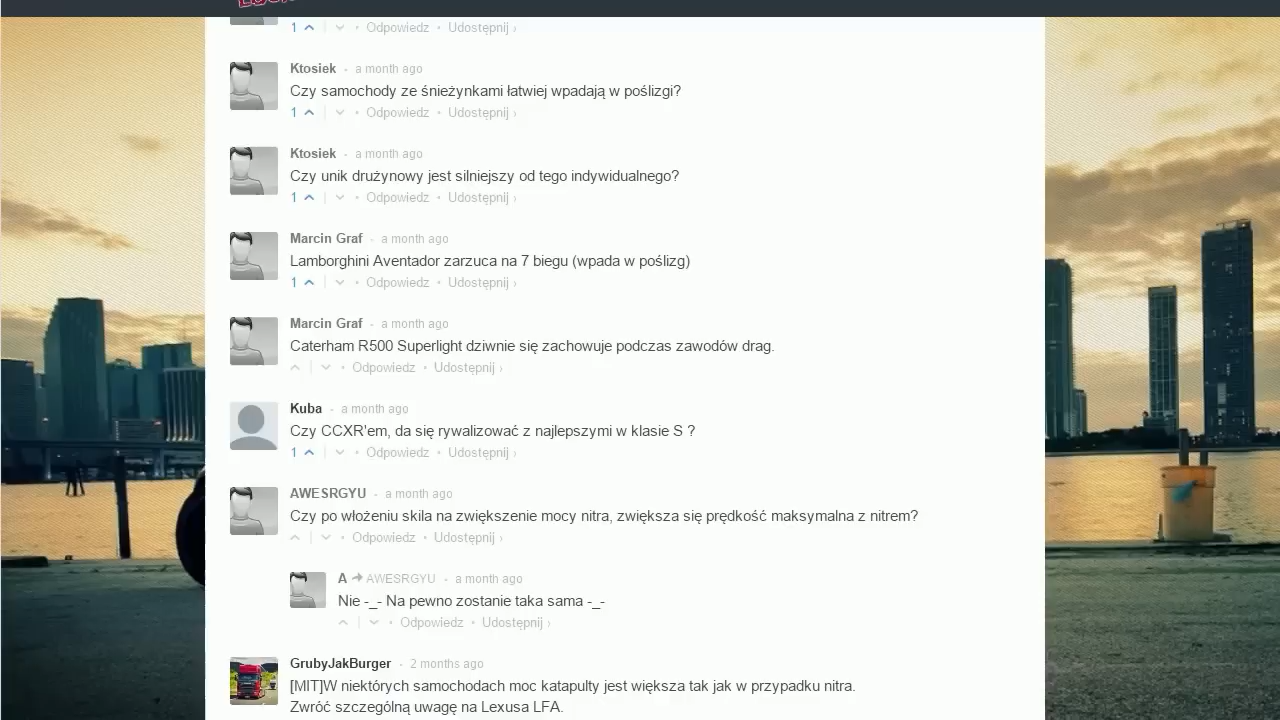 1 • Odpowiedz • Udostępnij ›
Ktosiek • a month ago
Czy samochody ze śnieżynkami łatwiej wpadają w poślizgi?
1 • Odpowiedz • Udostępnij ›
Ktosiek • a month ago
Czy unik drużynowy jest silniejszy od tego indywidualnego?
1 • Odpowiedz • Udostępnij ›
Marcin Graf • a month ago
Lamborghini Aventador zarzuca na 7 biegu (wpada w poślizg)
1 • Odpowiedz • Udostępnij ›
Marcin Graf • a month ago
Caterham R500 Superlight dziwnie się zachowuje podczas zawodów drag.
• Odpowiedz • Udostępnij ›
Kuba • a month ago
Czy CCXR'em, da się rywalizować z najlepszymi w klasie S ?
1 • Odpowiedz • Udostępnij ›
AWESRGYU • a month ago
Czy po włożeniu skila na zwiększenie mocy nitra, zwiększa się prędkość maksymalna z nitrem?
• Odpowiedz • Udostępnij ›
A AWESRGYU • a month ago
Nie -_- Na pewno zostanie taka sama -_-
• Odpowiedz • Udostępnij ›
GrubyJakBurger • 2 months ago
[MIT]W niektórych samochodach moc katapulty jest większa tak jak w przypadku nitra.
Zwróć szczególną uwagę na Lexusa LFA.